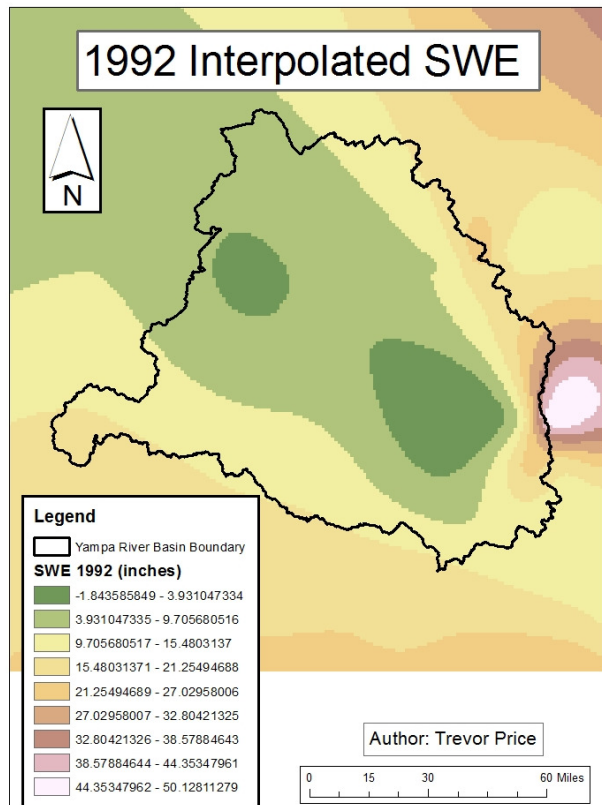 1992 Interpolated SWE
N
Legend
Yampa River Basin Boundary
SWE 1992 (inches)
-1.843585849 - 3.931047334
3.931047335 - 9.705680516
9.705680517 - 15.4803137
15.48031371 - 21.25494688
21.25494689 - 27.02958006
27.02958007 - 32.80421325
32.80421326 - 38.57884643
38.57884644 - 44.35347961
44.35347962 - 50.12811279
Author: Trevor Price
0 15 30 60 Miles